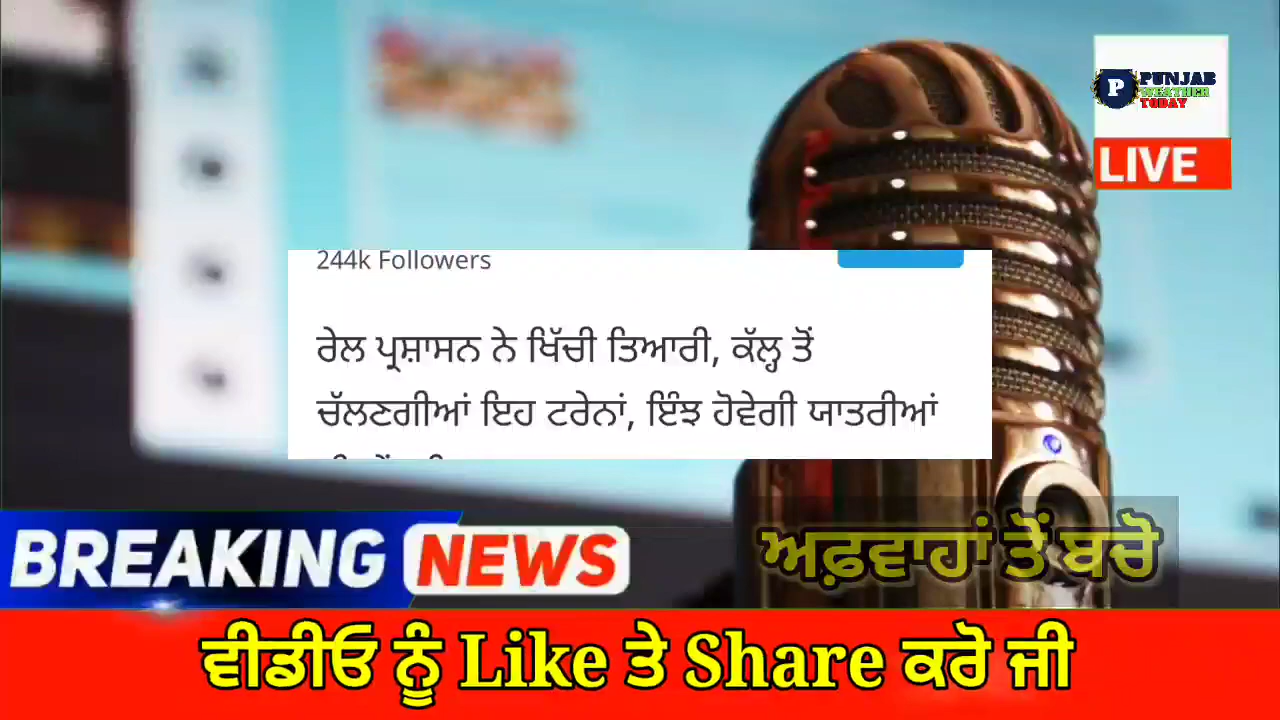 PUNJAB
WEATHER
TODAY
P
LIVE
244k Followers
ਰੇਲ ਪ੍ਰਸ਼ਾਸਨ ਨੇ ਖਿੱਚੀ ਤਿਆਰੀ, ਕੱਲ੍ਹ ਤੋਂ
ਚੱਲਣਗੀਆਂ ਇਹ ਟਰੇਨਾਂ, ਇੰਝ ਹੋਵੇਗੀ ਯਾਤਰੀਆਂ
BREAKING NEWS
ਅਫ਼ਵਾਹਾਂ ਤੋਂ ਬਚੋ
ਵੀਡੀਓ ਨੂੰ Like ਤੇ Share ਕਰੋ ਜੀ